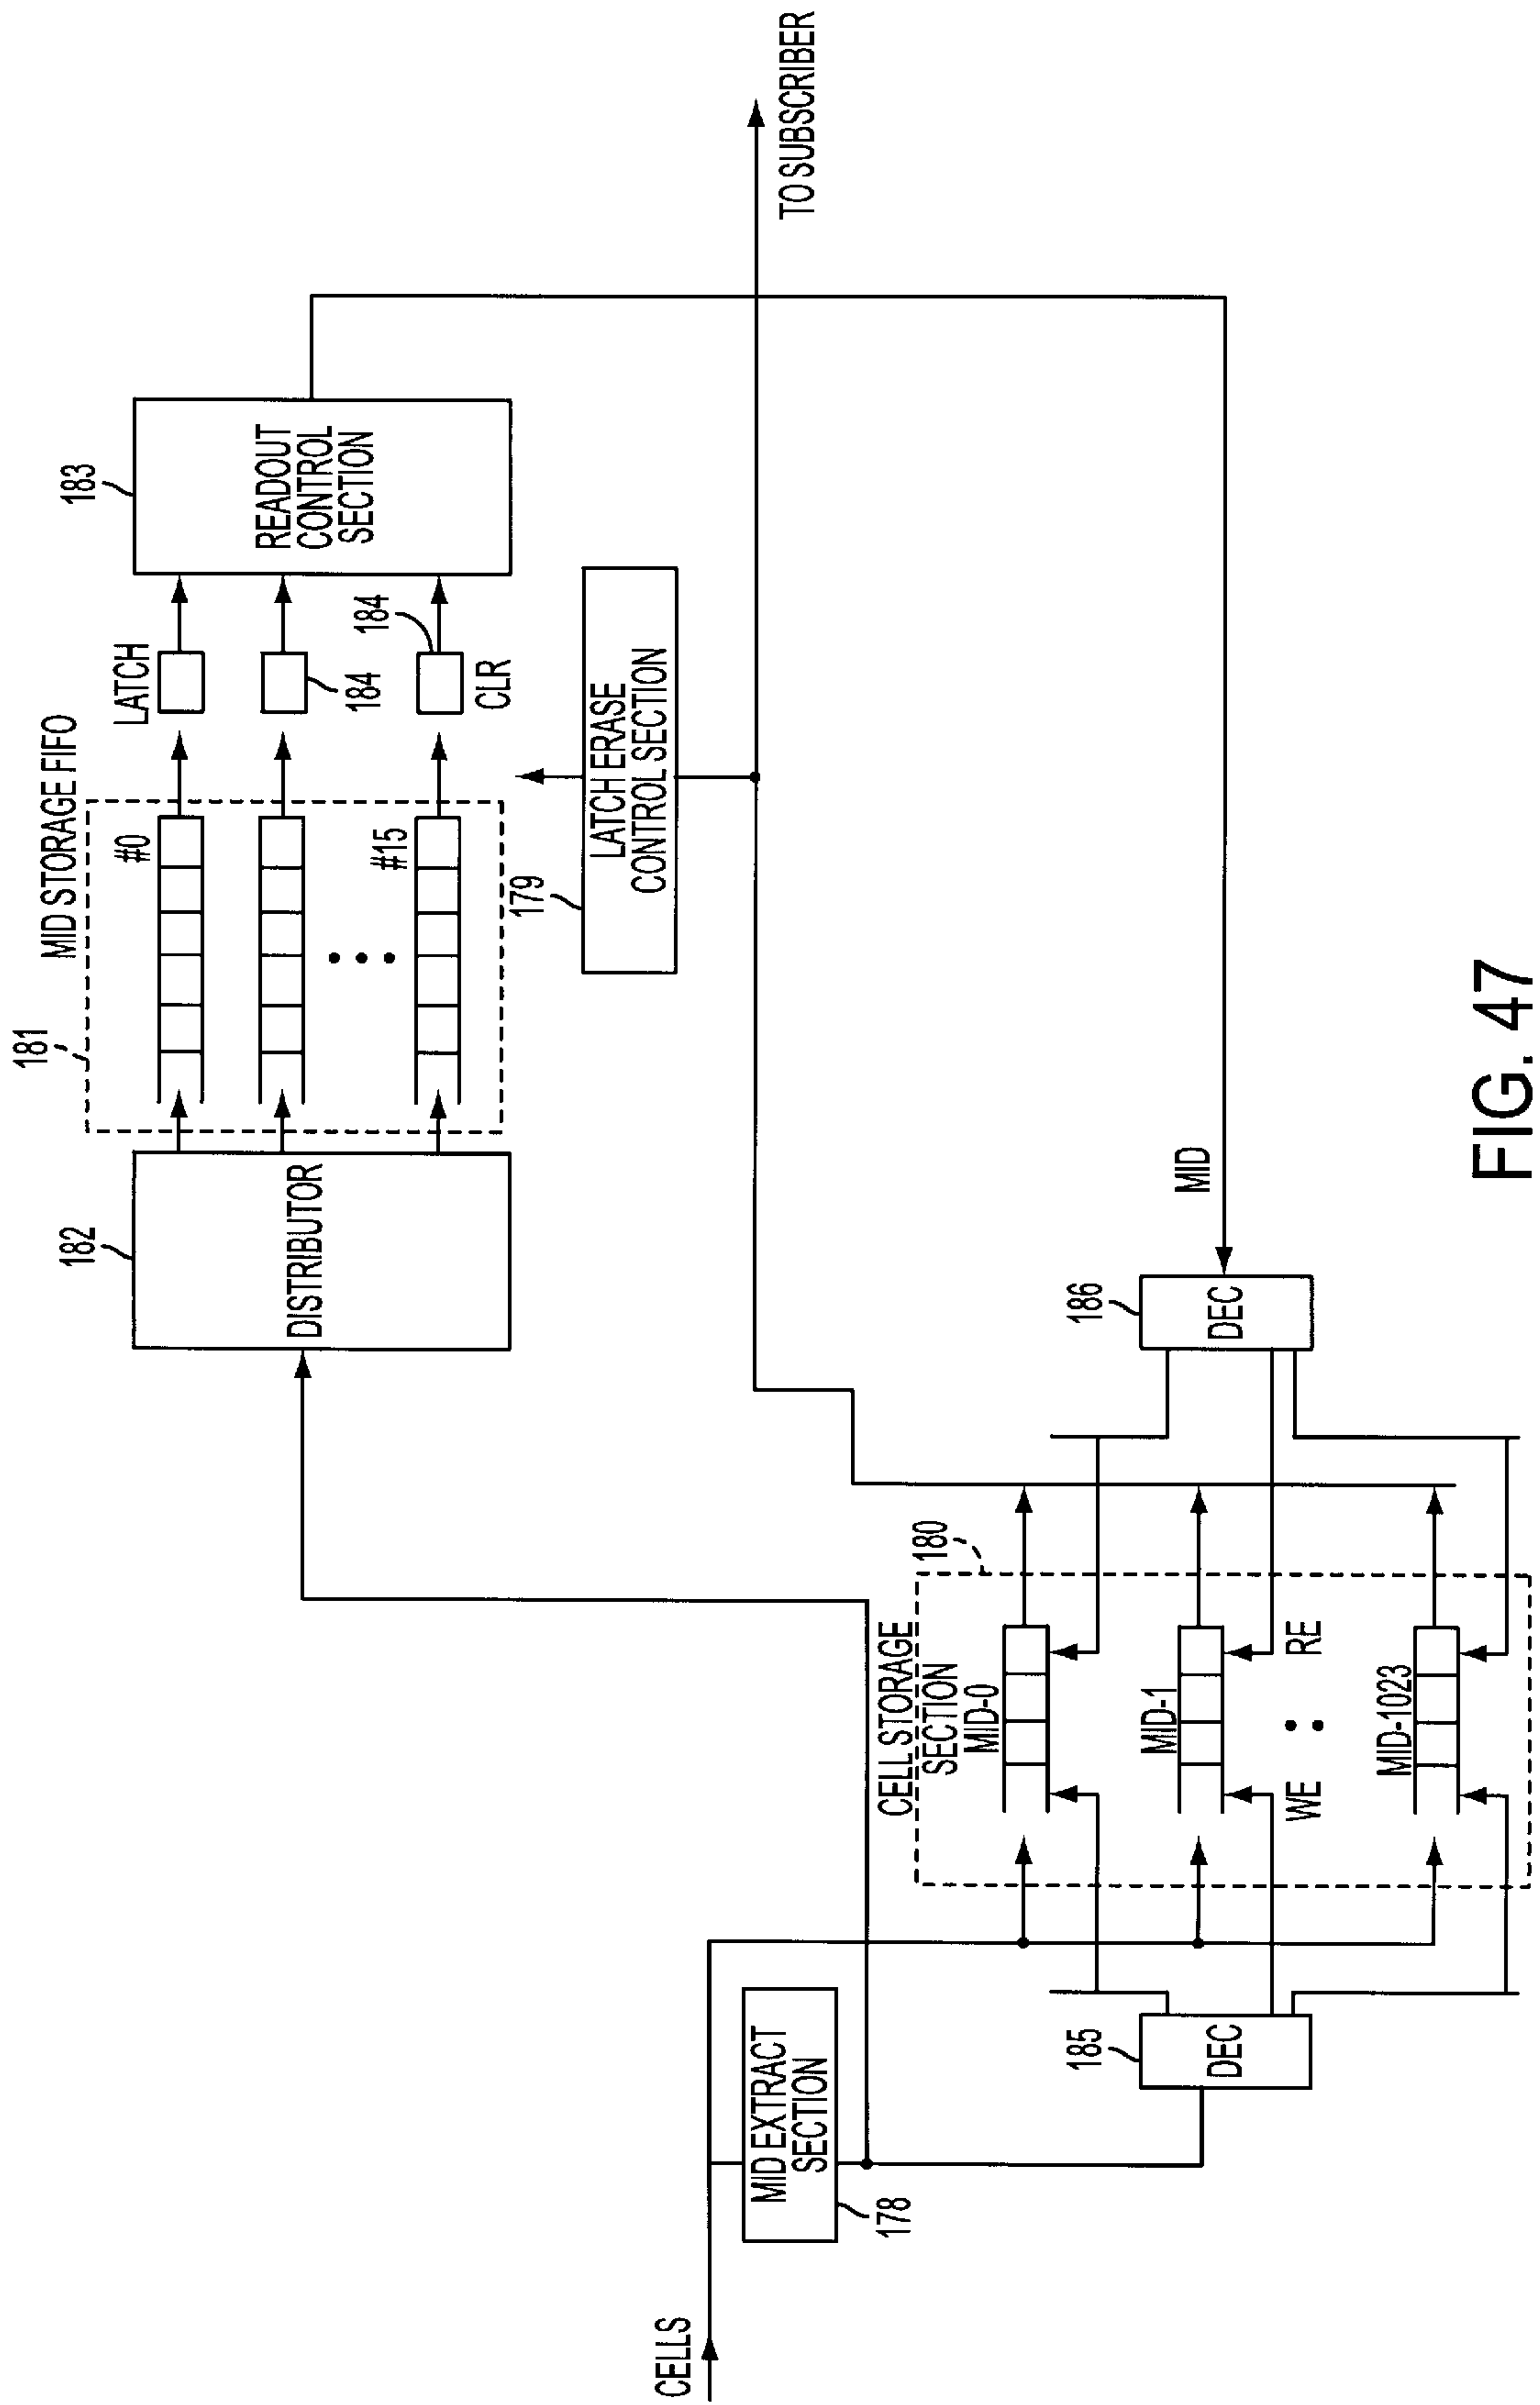 MID STORAGE FIFO
181
182
DISTRIBUTOR
#0
#15
LATCH
184
184
CLR
183
READOUT
CONTROL
SECTION
179
LATCH ERASE
CONTROL SECTION
TO SUBSCRIBER
CELLS
MID EXTRACT
SECTION
178
CELL STORAGE
SECTION
180
MID-0
MID-1
WE
RE
MID-1023
185
DEC
186
DEC
MID
FIG. 47